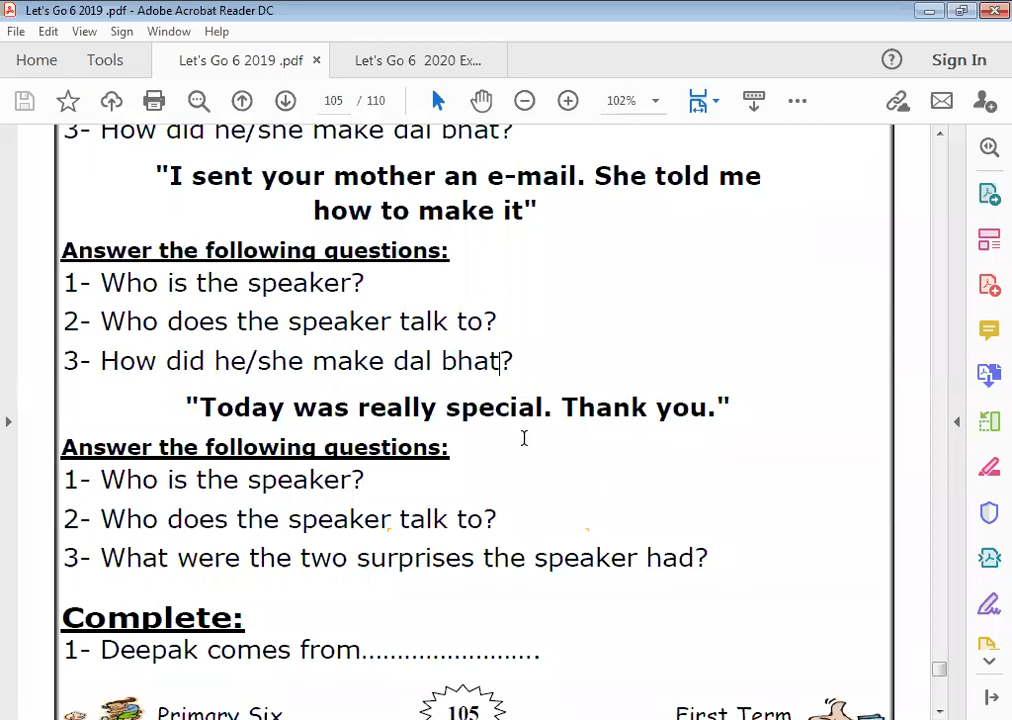 Let's Go 6 2019 .pdf - Adobe Acrobat Reader DC
File Edit View Sign Window Help
Home Tools Let's Go 6 2019 .pdf × Let's Go 6 2020 Ex... Sign In
105 / 110 102%
3- How did he/she make dal bhat?
"I sent your mother an e-mail. She told me
how to make it"
Answer the following questions:
1- Who is the speaker?
2- Who does the speaker talk to?
3- How did he/she make dal bhat?
"Today was really special. Thank you."
Answer the following questions:
1- Who is the speaker?
2- Who does the speaker talk to?
3- What were the two surprises the speaker had?
Complete:
1- Deepak comes from........................
Primary Six 105 First Term